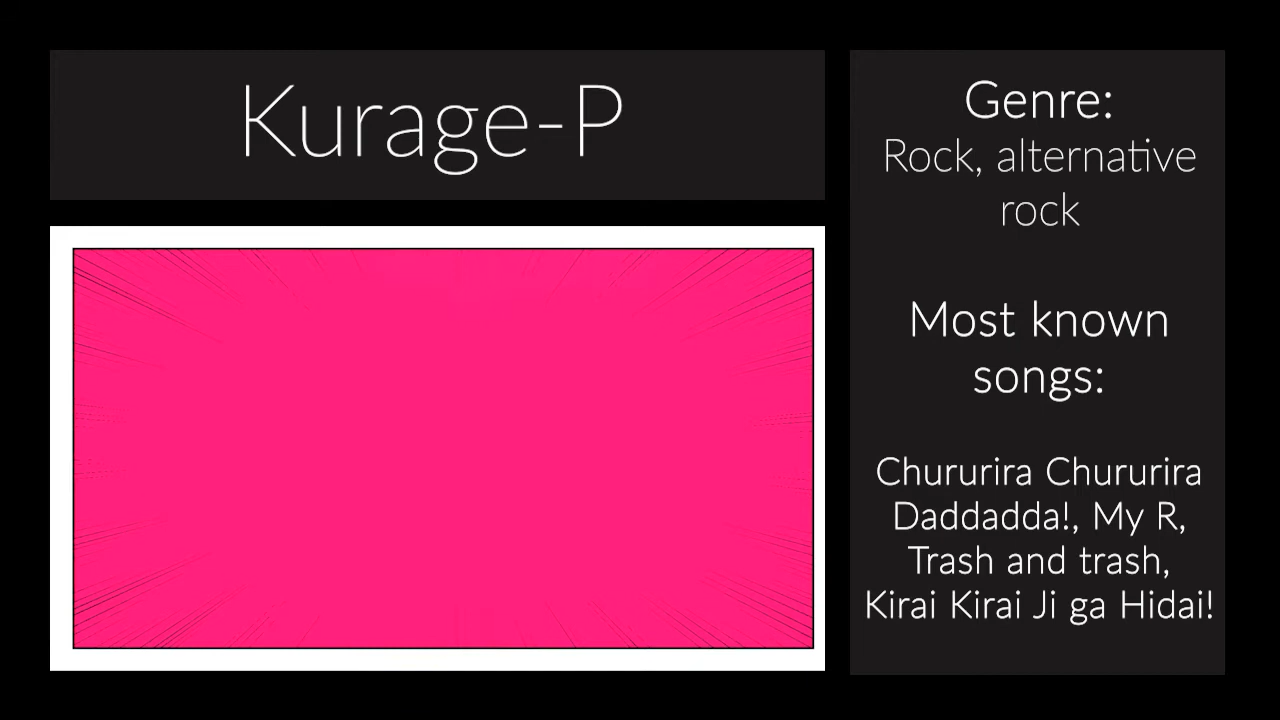 Kurage-P
Genre:
Rock, alternative
rock
Most known
songs:
Chururira Chururira
Daddadda!, My R,
Trash and trash,
Kirai Kirai Ji ga Hidai!